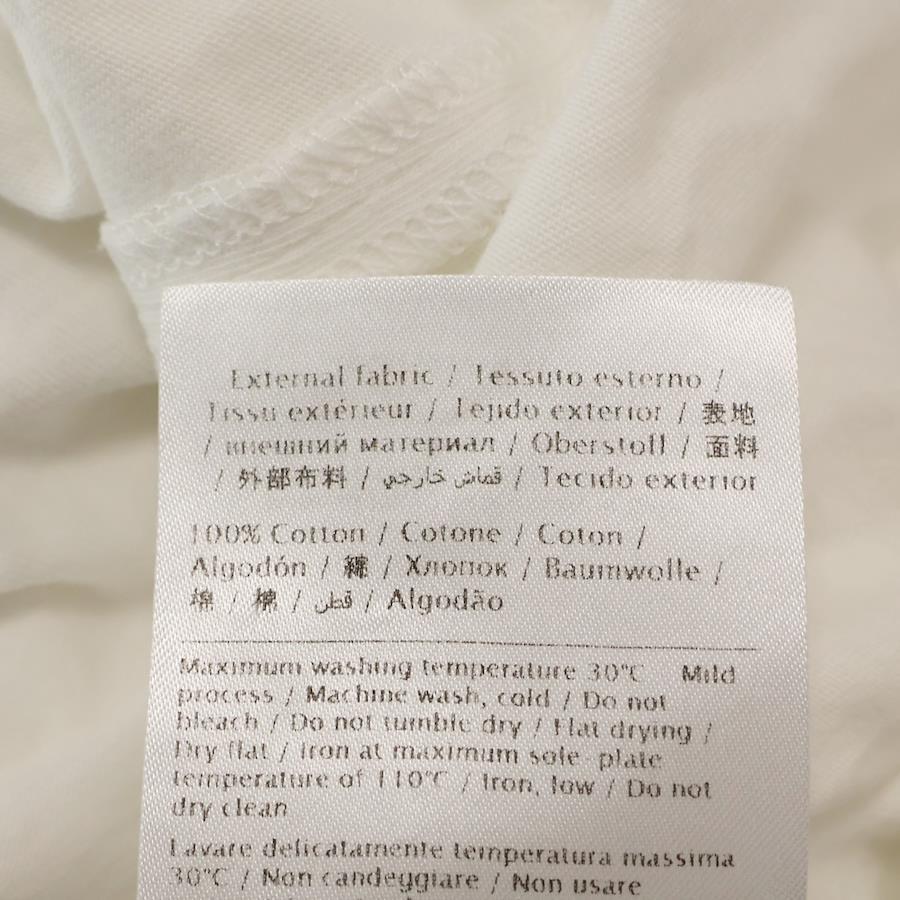 External fabric / Tessuto esterno /
Tissu extérieur / Tejido exterior / 表地
/ внешний материал / Oberstoff / 面料
/ 外部布料 / قماش خارجي / Tecido exterior
100% Cotton / Cotone / Coton /
Algodón / 綿 / Хлопок / Baumwolle /
棉 / 棉 / قطن / Algodão
Maximum washing temperature 30°C Mild
process / Machine wash, cold / Do not
bleach / Do not tumble dry / Flat drying /
Dry flat / Iron at maximum sole- plate
temperature of 110°C / Iron, low / Do not
dry clean
Lavare delicatamente temperatura massima
30°C / Non candeggiare / Non usare